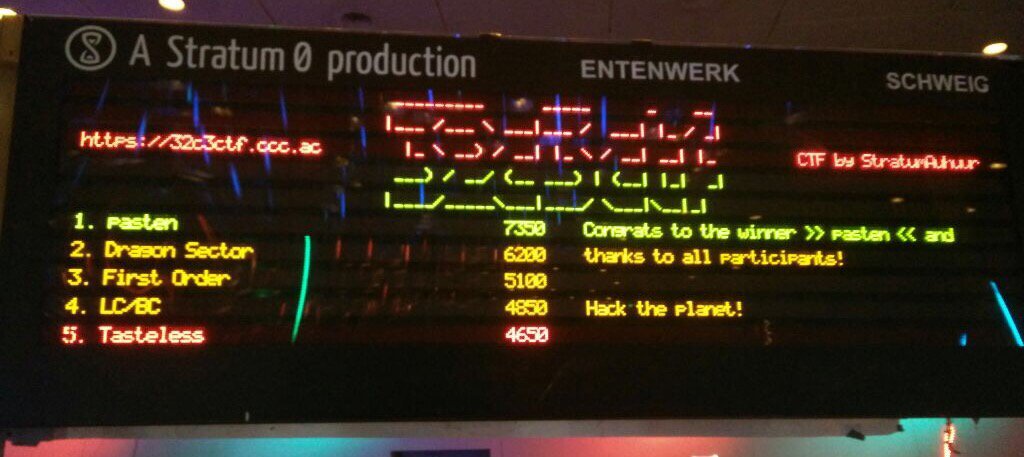 A Stratum 0 production
ENTENWERK
SCHWEIG
https://32c3ctf.ccc.ac
32C3CTF
CTF by StratumAuhuur
1. pasten 7350 Congrats to the winner >> pasten << and
2. Dragon Sector 6200 thanks to all participants!
3. First Order 5100
4. LC/BC 4850 Hack the planet!
5. Tasteless 4650